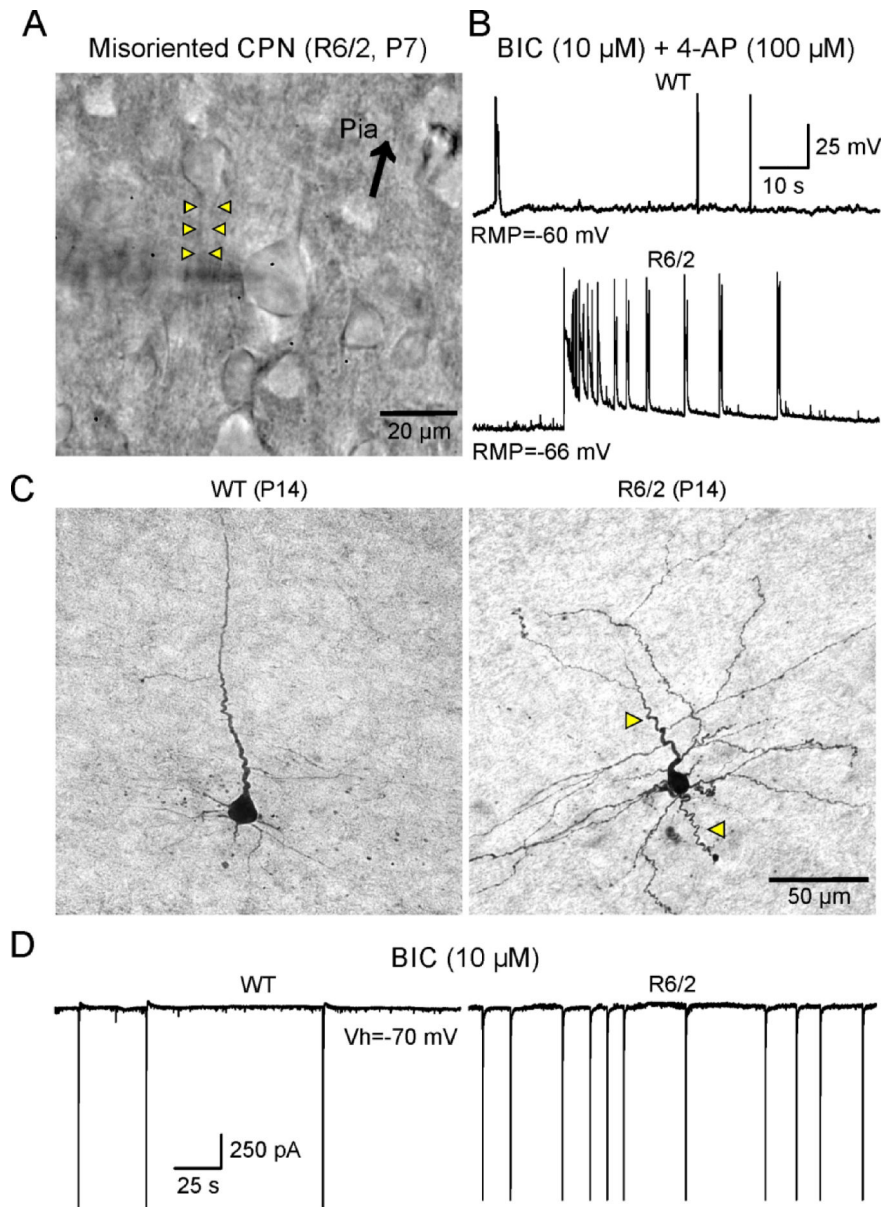 A
Misoriented CPN (R6/2, P7)
Pia
20 µm
B
BIC (10 µM) + 4-AP (100 µM)
WT
25 mV
10 s
RMP=-60 mV
R6/2
RMP=-66 mV
C
WT (P14)
R6/2 (P14)
50 µm
D
BIC (10 µM)
WT
R6/2
Vh=-70 mV
250 pA
25 s